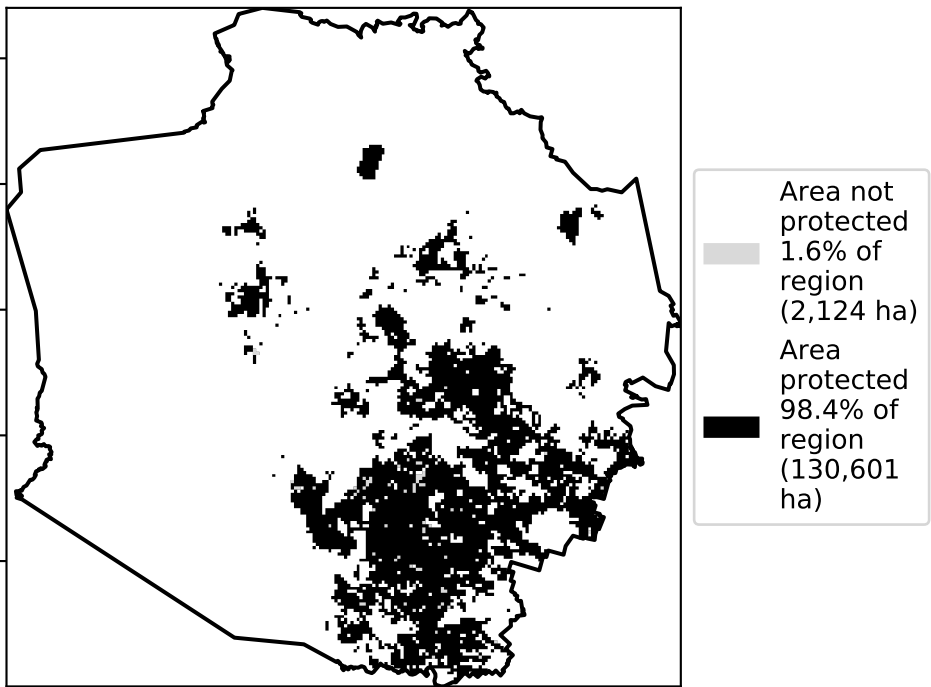 Area not
protected
1.6% of
region
(2,124 ha)
Area
protected
98.4% of
region
(130,601
ha)